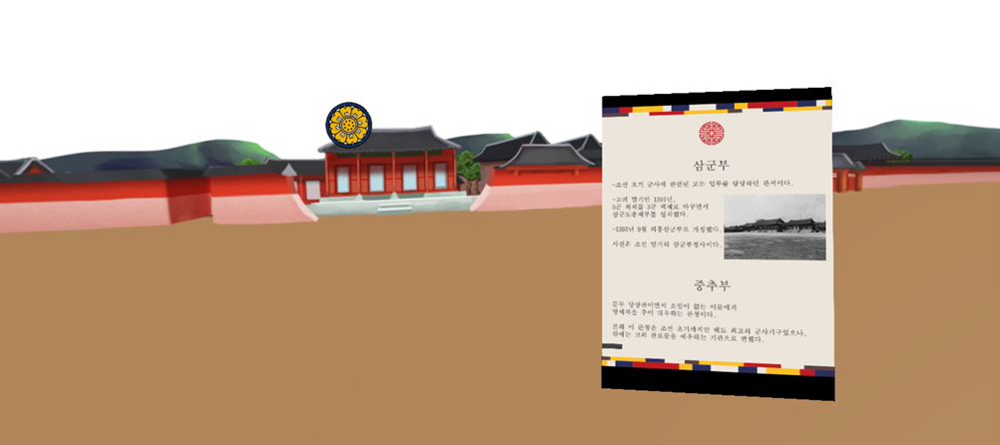 삼군부
-조선 초기 군사에 관련된 모든 업무를 담당하던 관서이다.
-고려 말기인 1391년,
5군 체제를 3군 체제로 바꾸면서
삼군도총제부를 설치했다.
-1393년 9월 의흥삼군부로 개칭했다.
사진은 조선 말기의 삼군부청사이다.
중추부
문무 당상관이면서 소임이 없는 이들에게
명예직을 주어 대우하는 관청이다.
본래 이 관청은 조선 초기까지만 해도 최고의 군사기구였으나,
뒤에는 고위 관료들을 예우하는 기관으로 변했다.